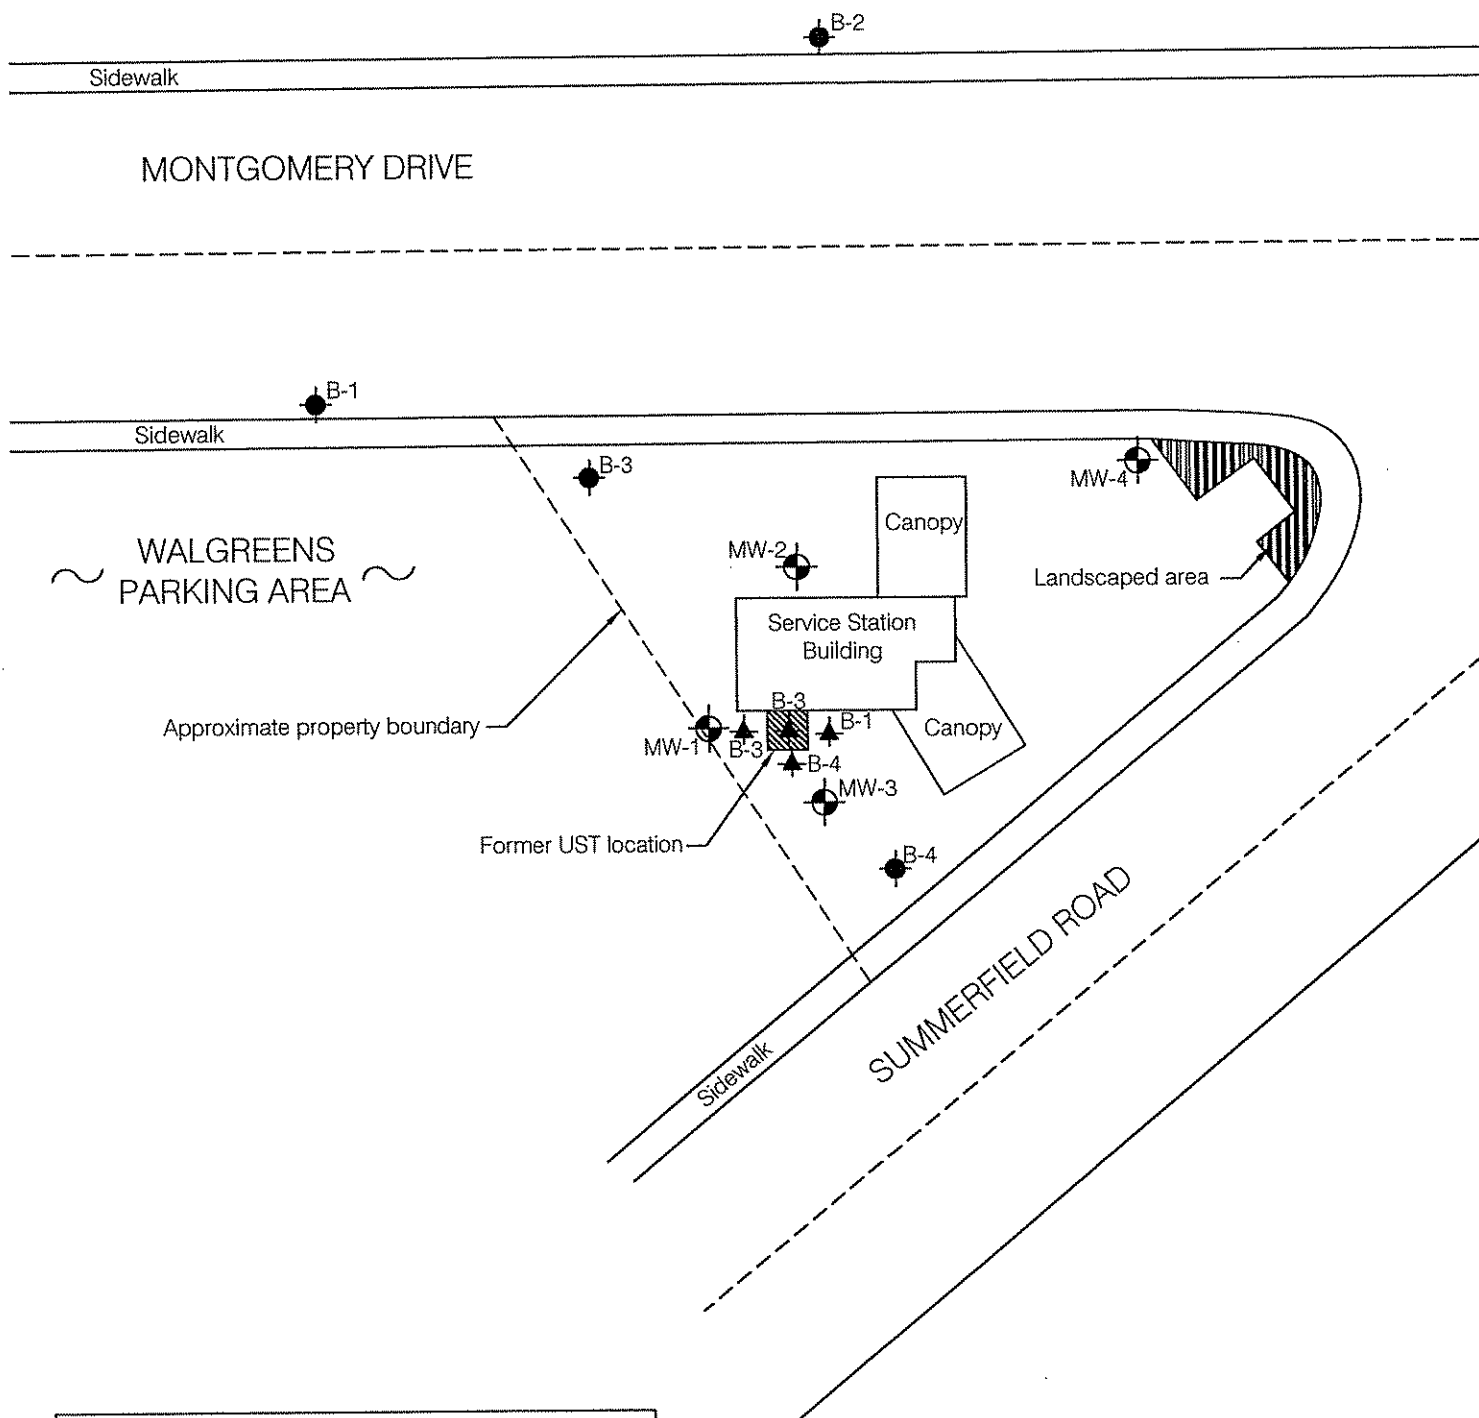 B-2
Sidewalk
MONTGOMERY DRIVE
B-1
Sidewalk
B-3
MW-4
Canopy
WALGREENS
PARKING AREA
MW-2
Landscaped area
Service Station
Building
B-3
Approximate property boundary
MW-1
B-3
B-1
Canopy
B-4
MW-3
Former UST location
B-4
SUMMERFIELD ROAD
Sidewalk